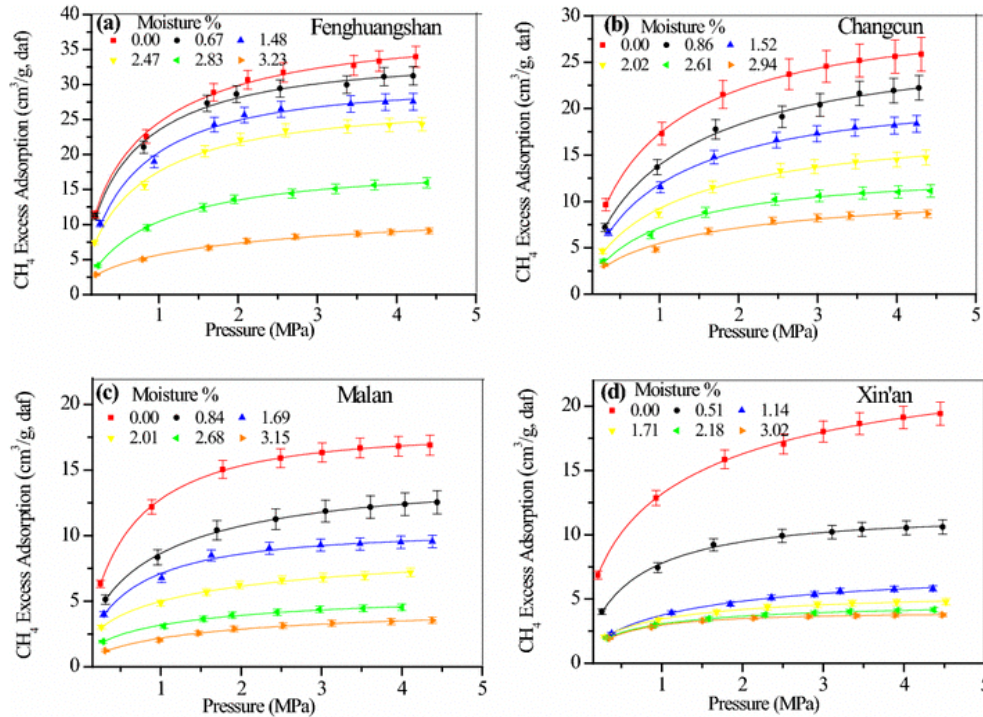 (a) Moisture % Fenghuangshan
0.00 0.67 1.48
2.47 2.83 3.23
CH₄ Excess Adsorption (cm³/g, daf)
40
35
30
25
20
15
10
5
0
1 2 3 4 5
Pressure (MPa)
(b) Moisture % Changcun
0.00 0.86 1.52
2.02 2.61 2.94
CH₄ Excess Adsorption (cm³/g, daf)
30
25
20
15
10
5
0
1 2 3 4 5
Pressure (MPa)
(c) Moisture % Malan
0.00 0.84 1.69
2.01 2.68 3.15
CH₄ Excess Adsorption (cm³/g, daf)
20
15
10
5
0
1 2 3 4 5
Pressure (MPa)
(d) Moisture % Xin'an
0.00 0.51 1.14
1.71 2.18 3.02
CH₄ Excess Adsorption (cm³/g, daf)
20
15
10
5
0
1 2 3 4 5
Pressure (MPa)